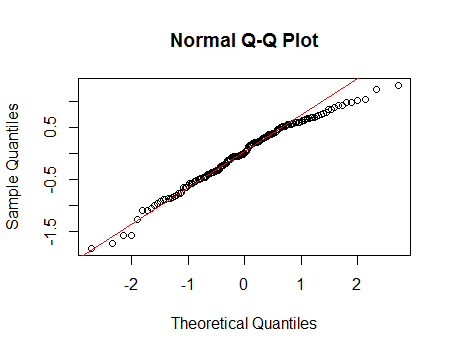 Normal Q-Q Plot
Sample Quantiles
0.5
-0.5
-1.5
-2 -1 0 1 2
Theoretical Quantiles